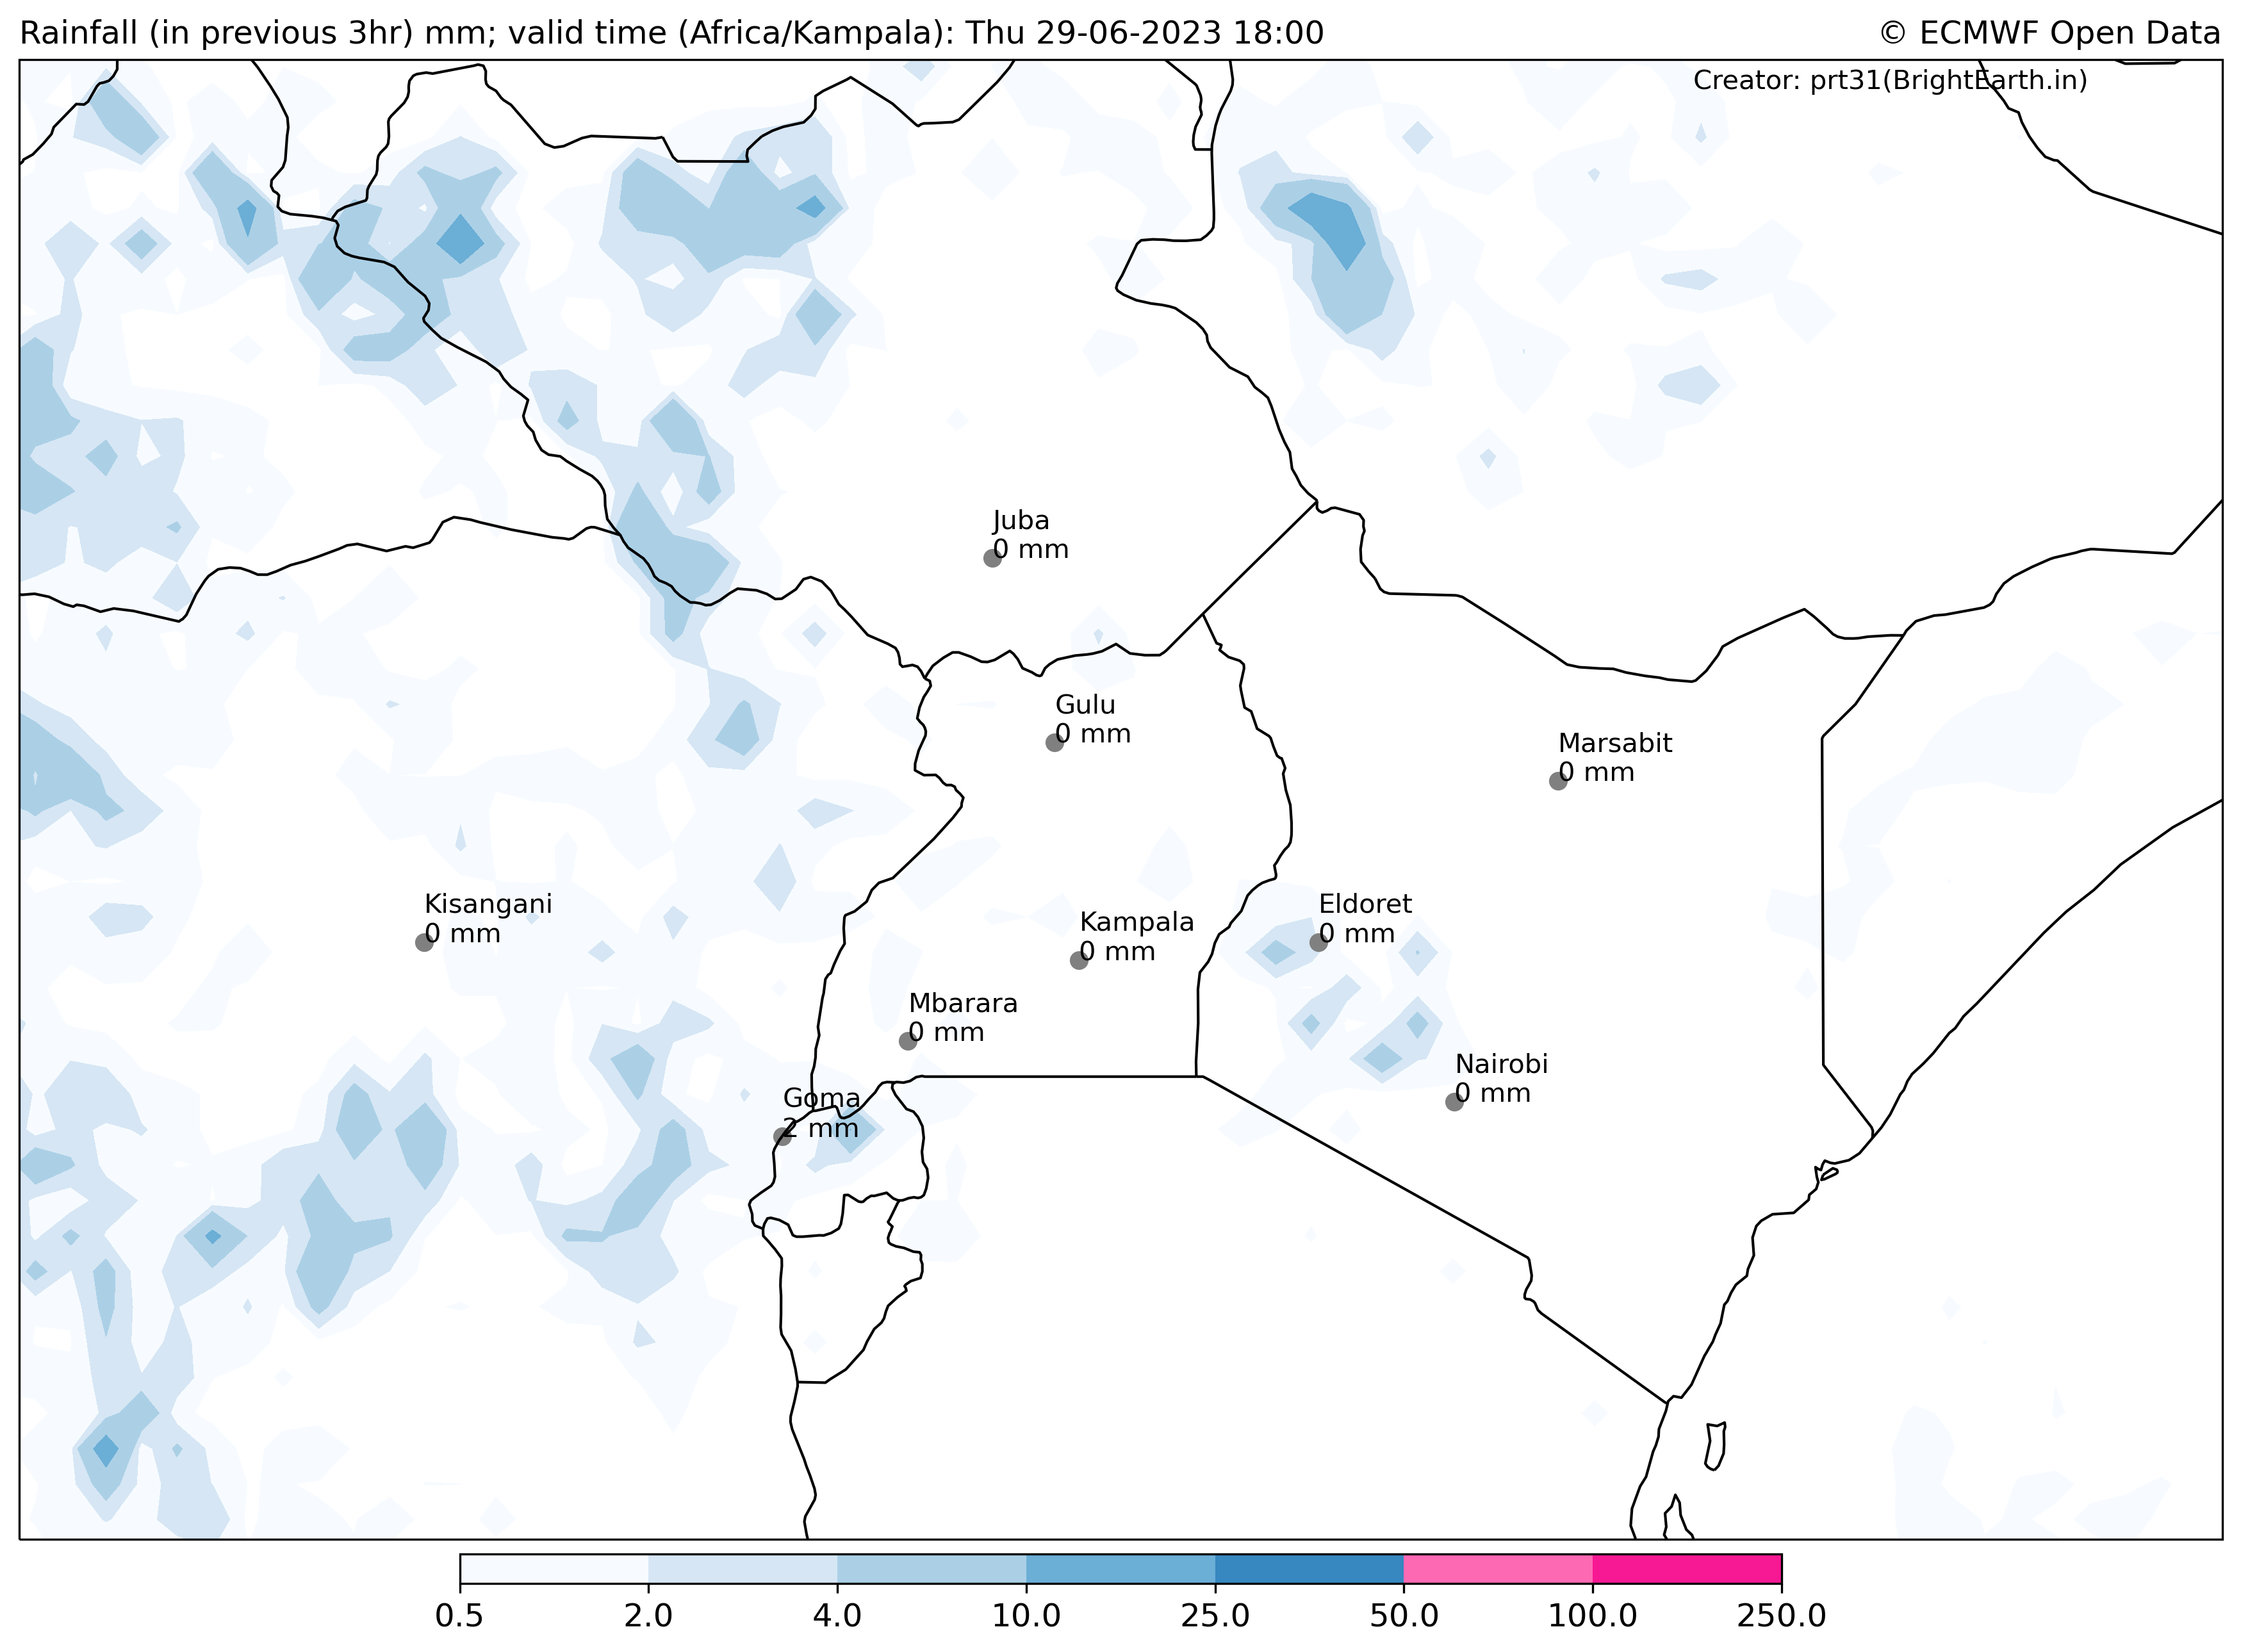 Rainfall (in previous 3hr) mm; valid time (Africa/Kampala): Thu 29-06-2023 18:00
© ECMWF Open Data
Creator: prt31(BrightEarth.in)
Juba
0 mm
Gulu
0 mm
Marsabit
0 mm
Kisangani
0 mm
Eldoret
0 mm
Kampala
0 mm
Mbarara
0 mm
Nairobi
0 mm
Goma
2 mm
0.5 2.0 4.0 10.0 25.0 50.0 100.0 250.0